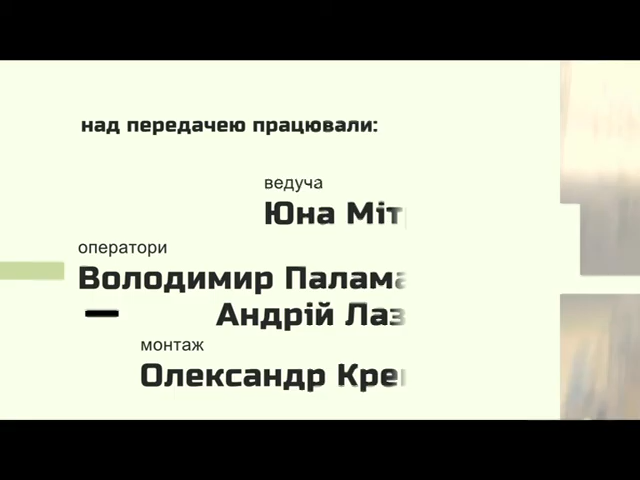 над передачею працювали:
ведуча
Юна
оператори
Володимир
Андрій
монтаж
Олександр